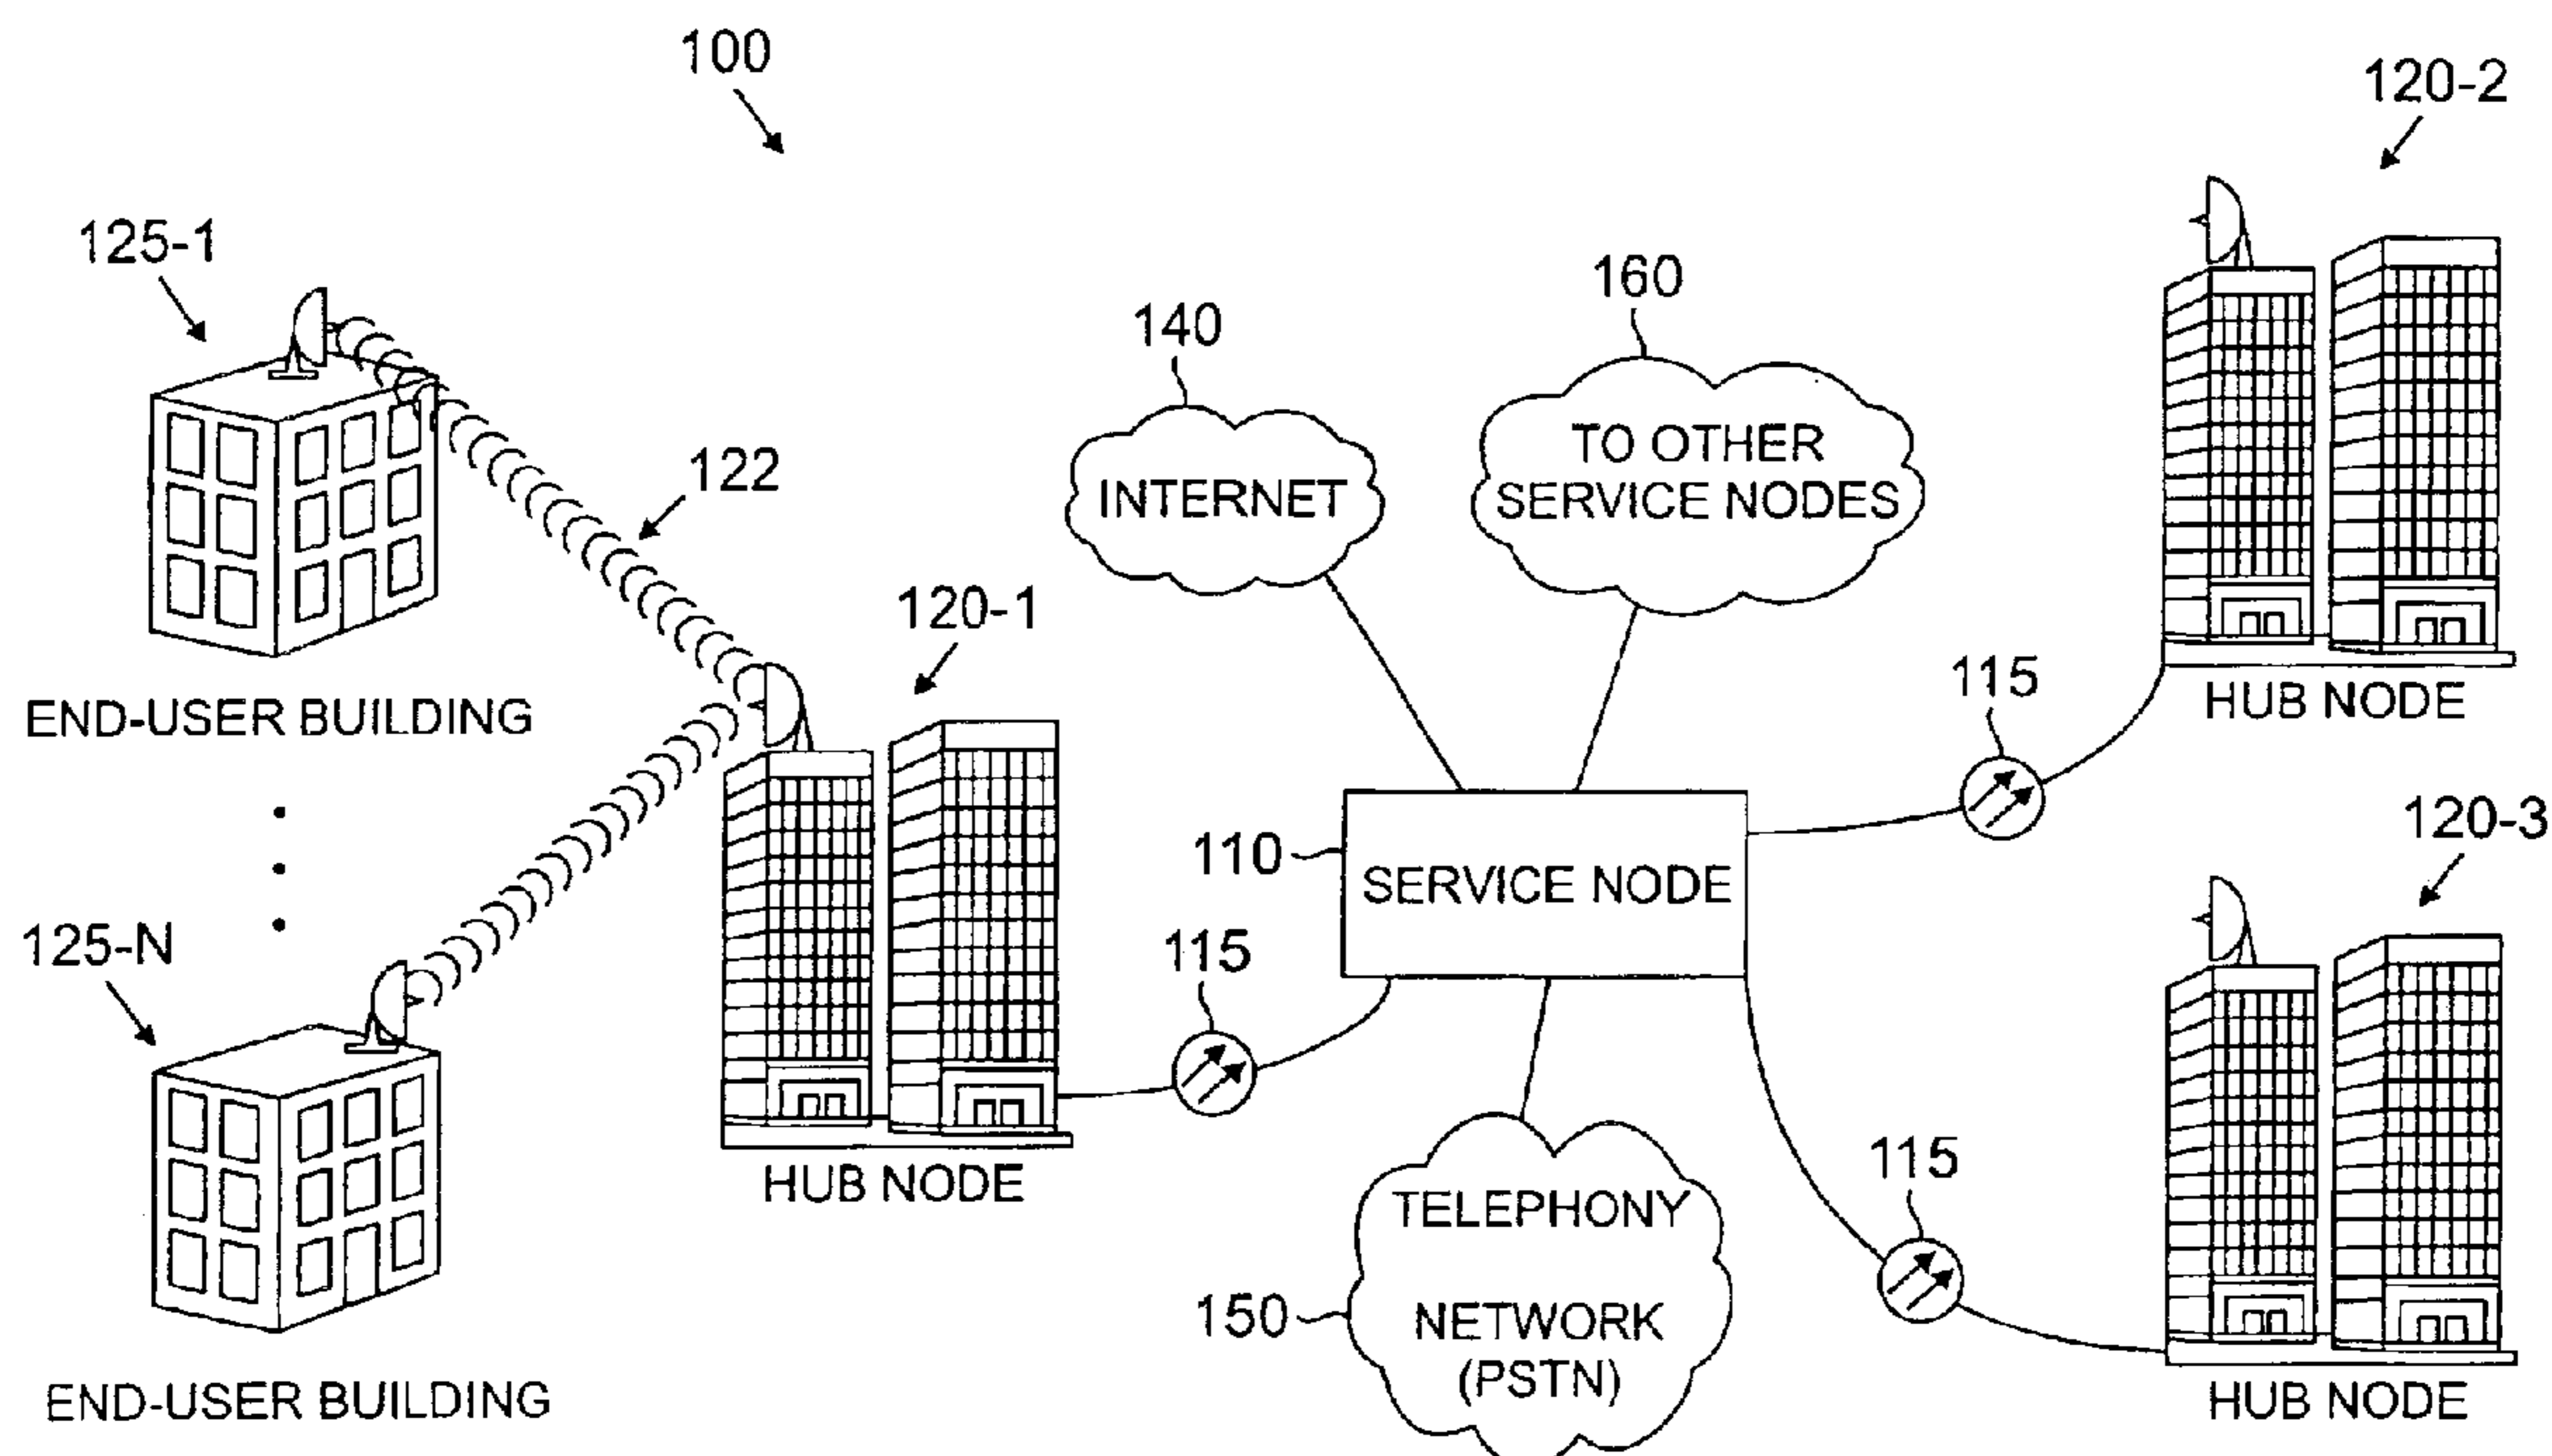 100
120-2
125-1
160
140
TO OTHER
SERVICE NODES
122
INTERNET
120-1
115
END-USER BUILDING
HUB NODE
120-3
110
SERVICE NODE
125-N
115
HUB NODE
115
TELEPHONY
150
NETWORK
(PSTN)
END-USER BUILDING
HUB NODE